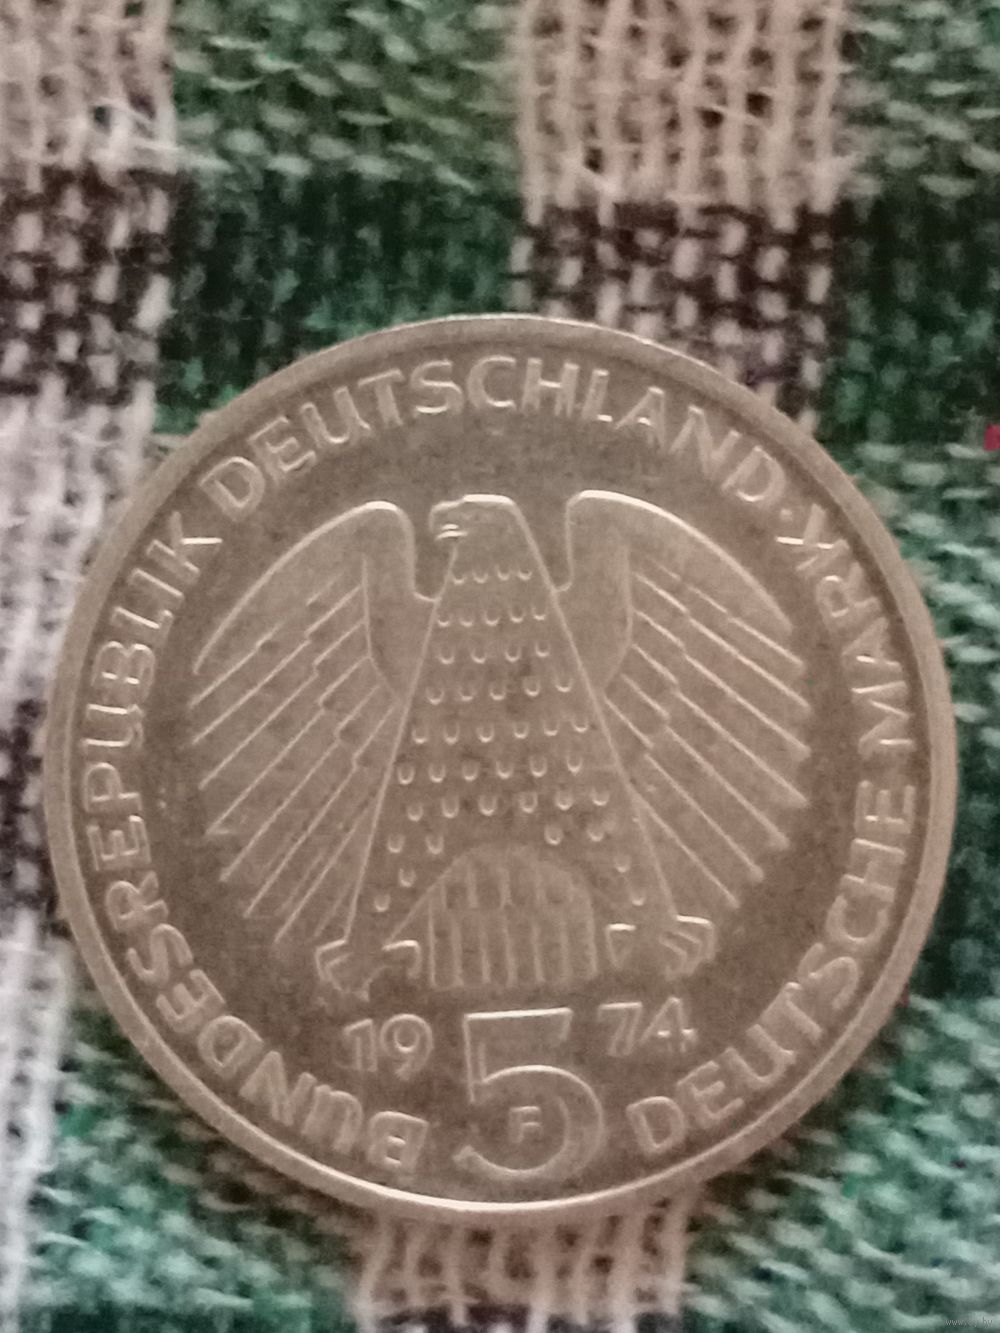 BUNDESREPUBLIK DEUTSCHLAND · DEUTSCHE MARK
19 74
5
F